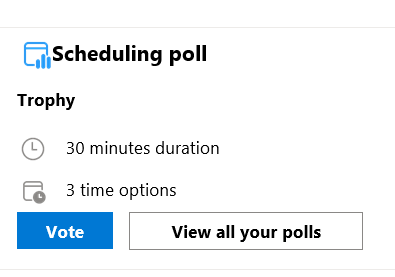 Scheduling poll
Trophy
30 minutes duration
3 time options
Vote
View all your polls